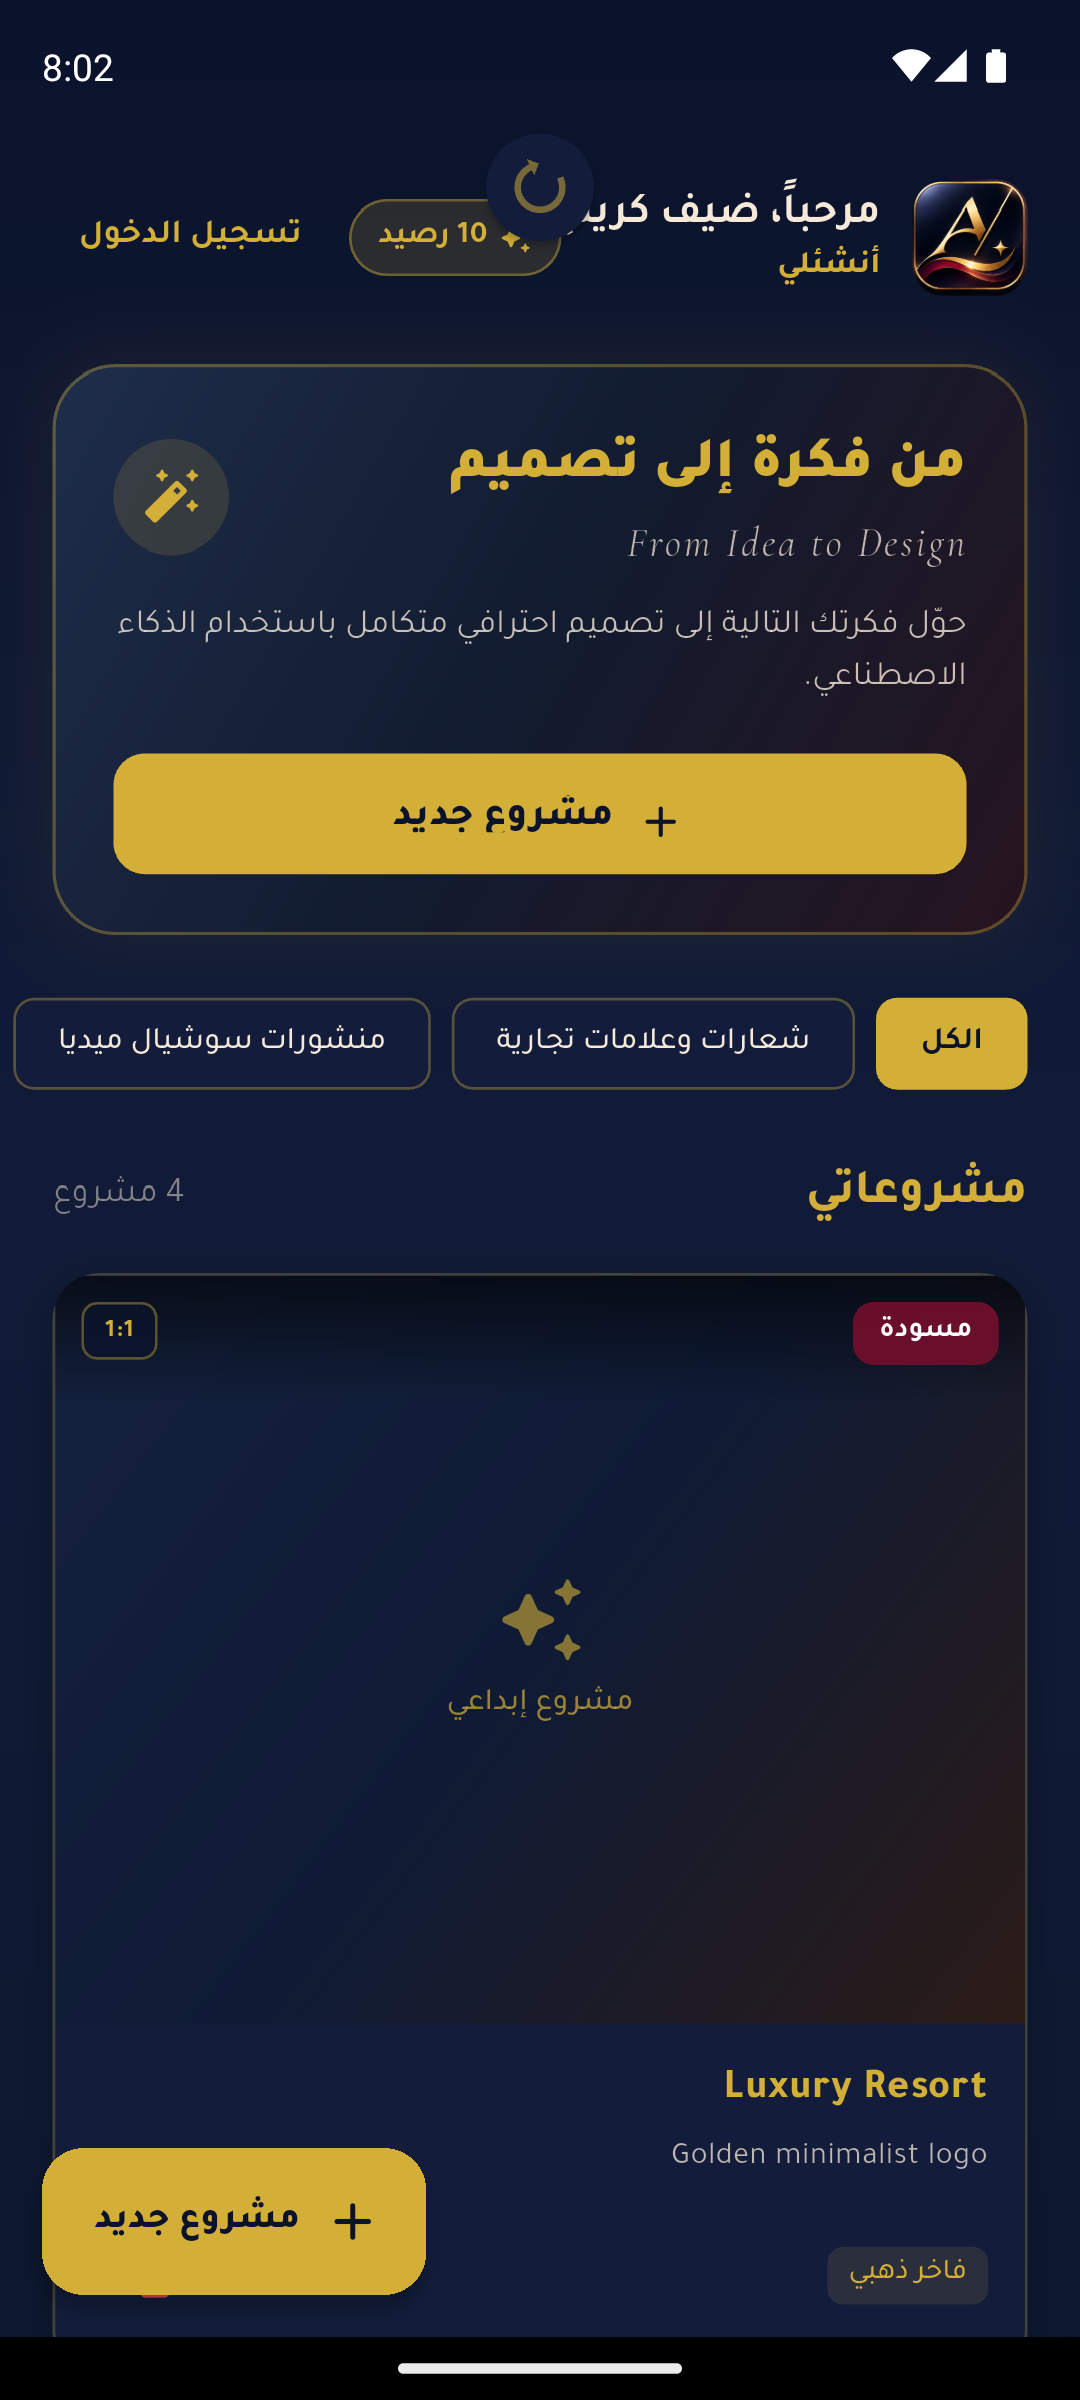 8:02
مرحباً، ضيف كريم
أنشئلي
10 رصيد
تسجيل الدخول
من فكرة إلى تصميم
From Idea to Design
حوّل فكرتك التالية إلى تصميم احترافي متكامل باستخدام الذكاء
الاصطناعي.
مشروع جديد
الكل
شعارات وعلامات تجارية
منشورات سوشيال ميديا
مشروعاتي
4 مشروع
مسودة
1:1
مشروع إبداعي
Luxury Resort
Golden minimalist logo
مشروع جديد
فاخر ذهبي